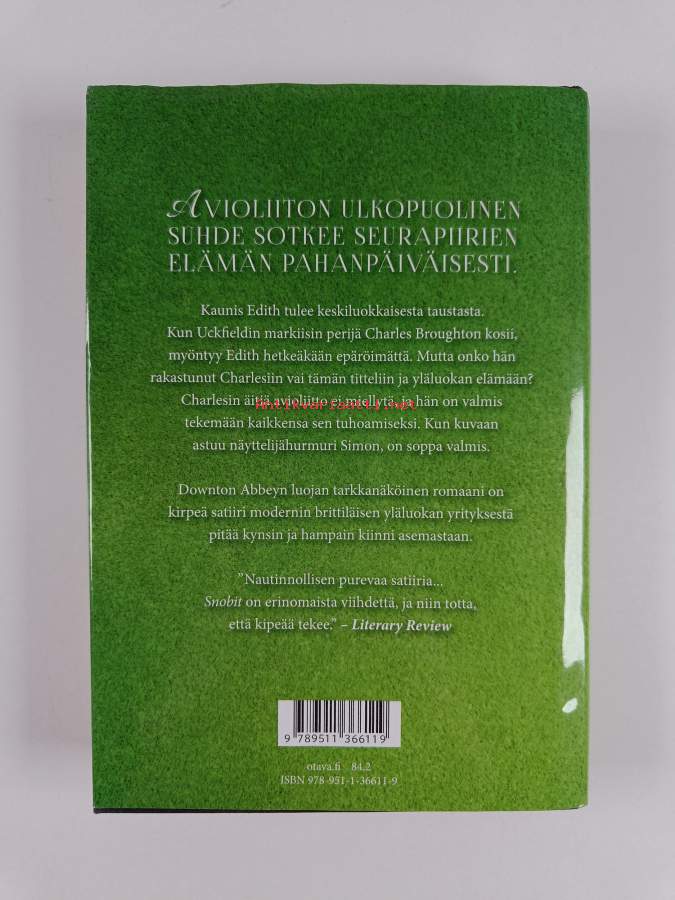 AVIOLIITON ULKOPUOLINEN
SUHDE SOTKEE SEURAPIIRIEN
ELÄMÄN PAHANPÄIVÄISESTI.
Kaunis Edith tulee keskiluokkaisesta taustasta.
Kun Uckfieldin markiisin perijä Charles Broughton kosii,
myöntyy Edith hetkeäkään epäröimättä. Mutta onko hän
rakastunut Charlesiin vai tämän titteliin ja yläluokan elämään?
Charlesin äitiä avioliitto ei miellytä, ja hän on valmis
Antikvariaatti.net
tekemään kaikkensa sen tuhoamiseksi. Kun kuvaan
astuu näyttelijähurmuri Simon, on soppa valmis.
Downton Abbeyn luojan tarkkanäköinen romaani on
kirpeä satiiri modernin brittiläisen yläluokan yrityksestä
pitää kynsin ja hampain kiinni asemastaan.
”Nautinnollisen purevaa satiiria...
Snobit on erinomaista viihdettä, ja niin totta,
että kipeää tekee.” – Literary Review
9 789511 366119
otava.fi 84.2
ISBN 978-951-1-36611-9